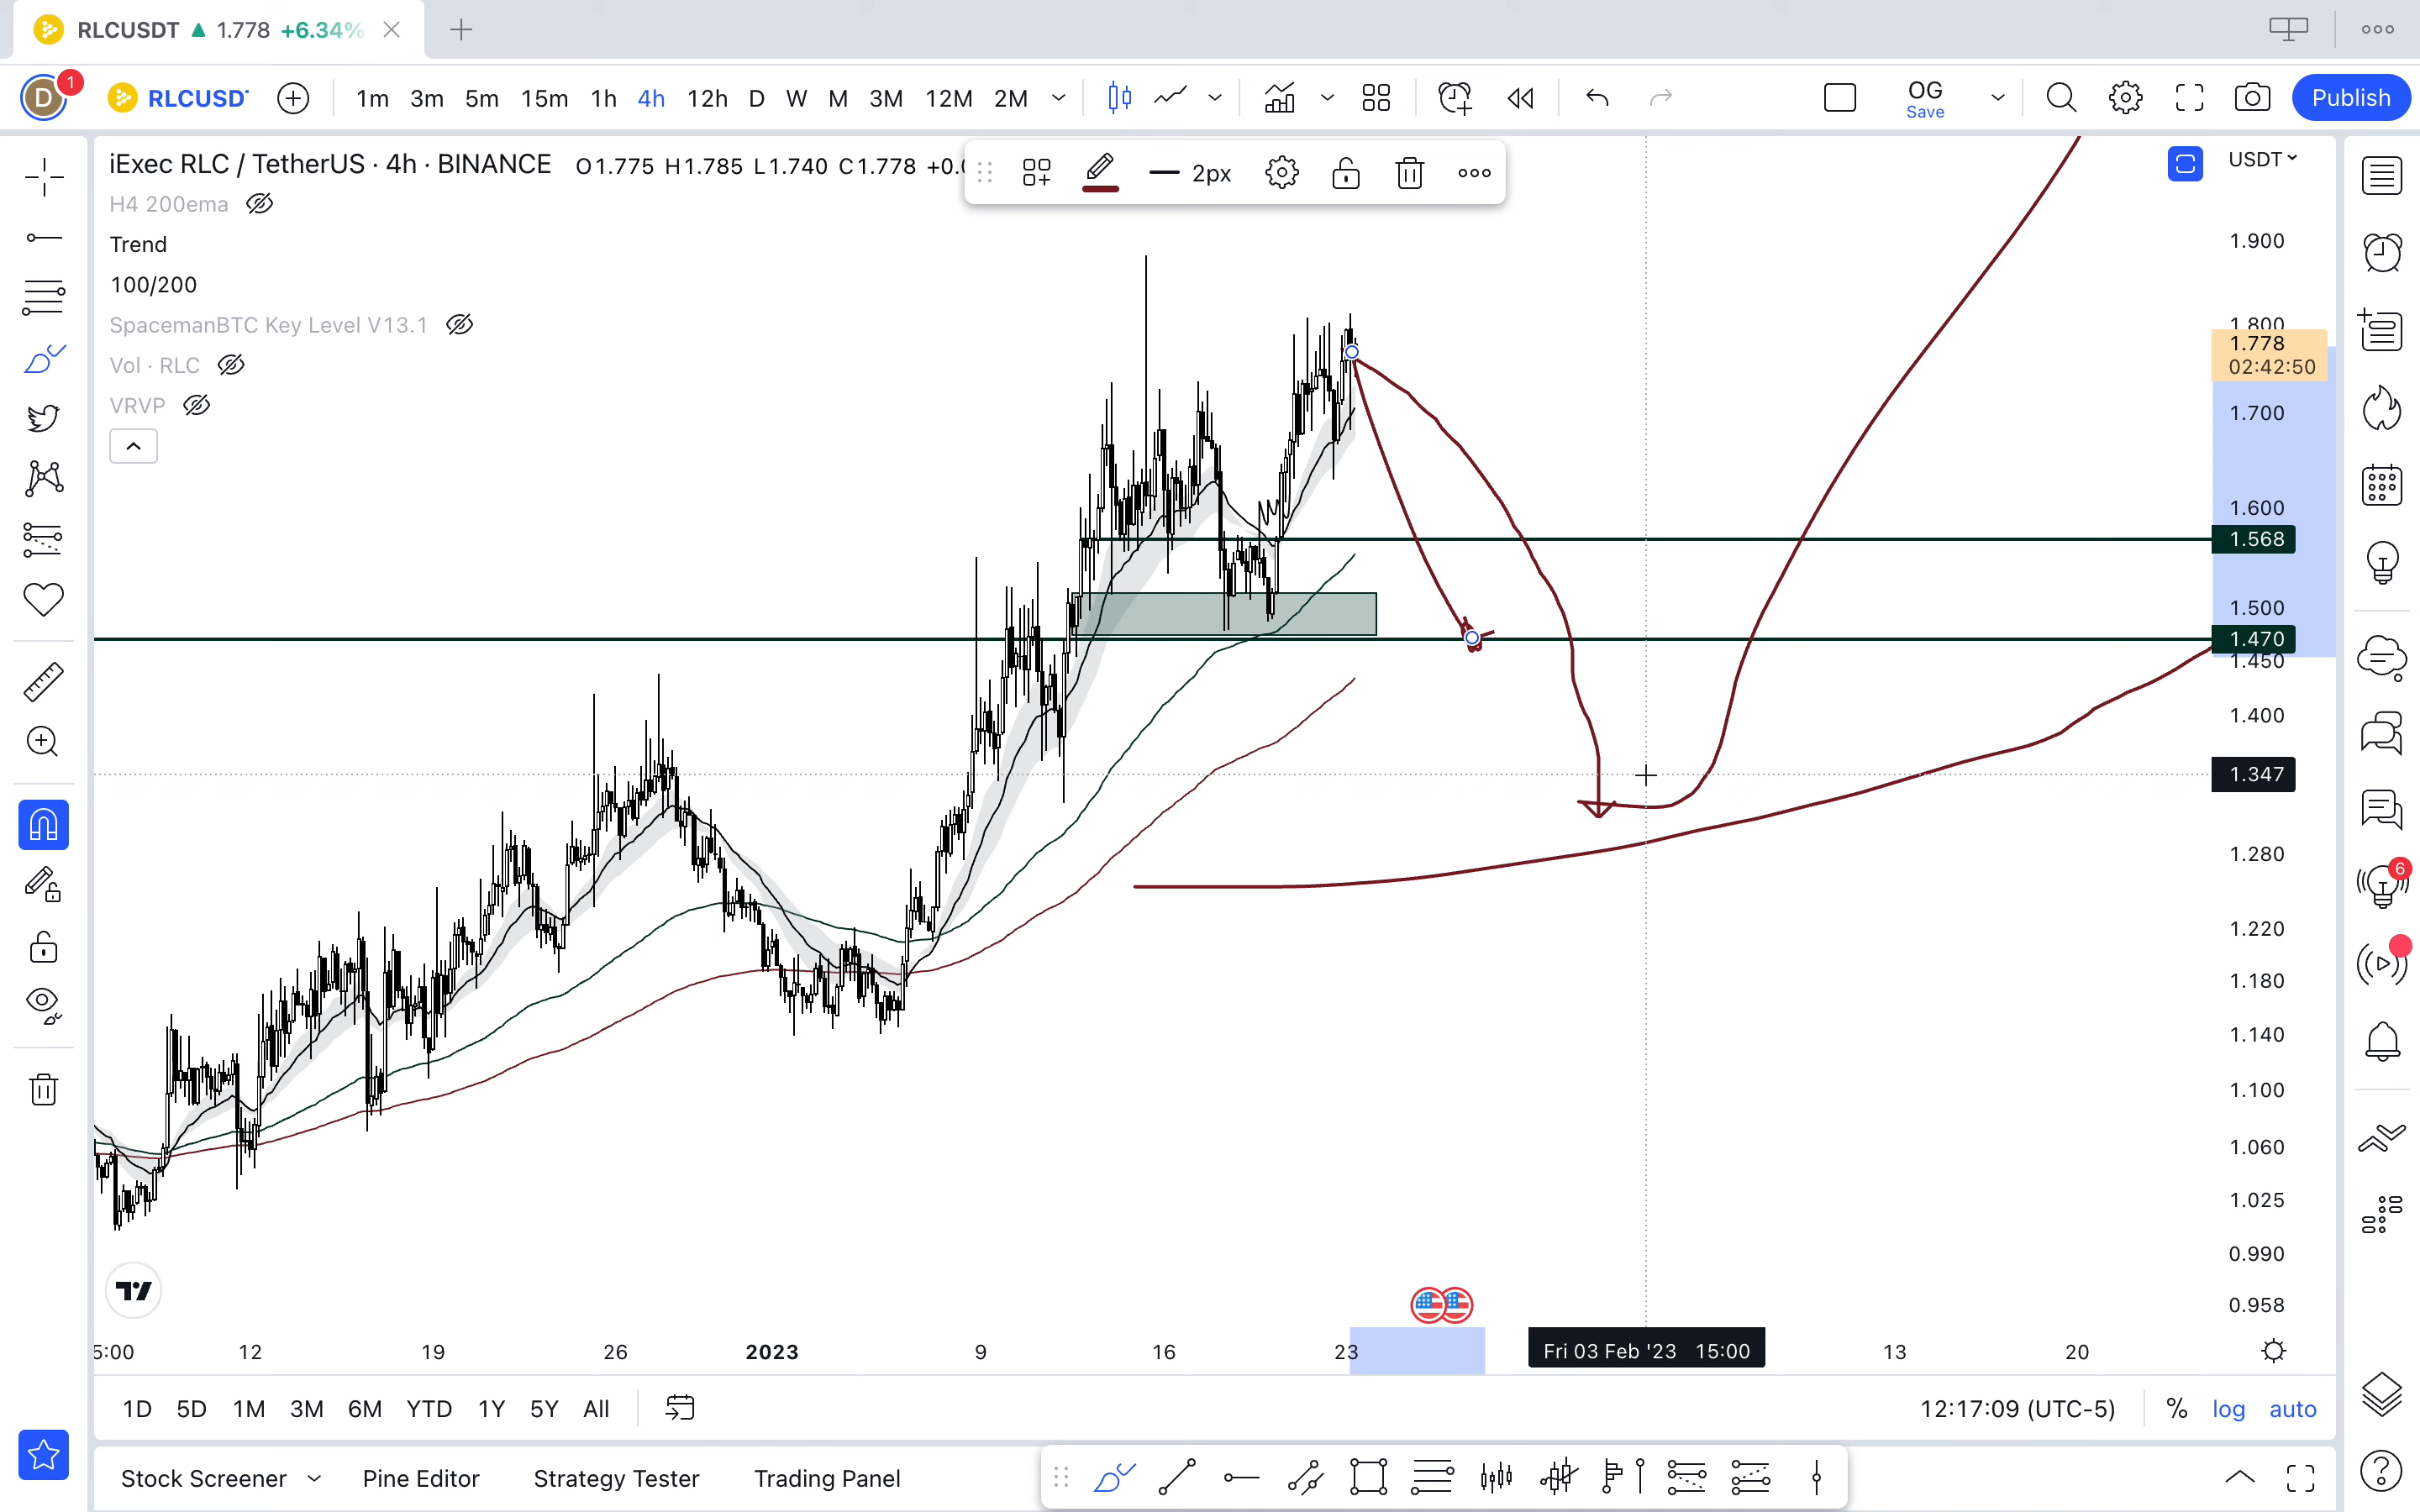 RLCUSDT ▲ 1.778 +6.34%
D 1 RLCUSD 1m 3m 5m 15m 1h 4h 12h D W M 3M 12M 2M OG Save Publish
iExec RLC / TetherUS · 4h · BINANCE O1.775 H1.785 L1.740 C1.778 +0.0
2px
USDT
H4 200ema
Trend
100/200
SpacemanBTC Key Level V13.1
Vol · RLC
VRVP
1.900
1.800
1.778
02:42:50
1.700
1.600
1.568
1.500
1.470
1.450
1.400
1.347
1.280
1.220
1.180
1.140
1.100
1.060
1.025
0.990
0.958
6
5:00 12 19 26 2023 9 16 23 Fri 03 Feb '23 15:00 13 20
1D 5D 1M 3M 6M YTD 1Y 5Y All 12:17:09 (UTC-5) % log auto
Stock Screener Pine Editor Strategy Tester Trading Panel